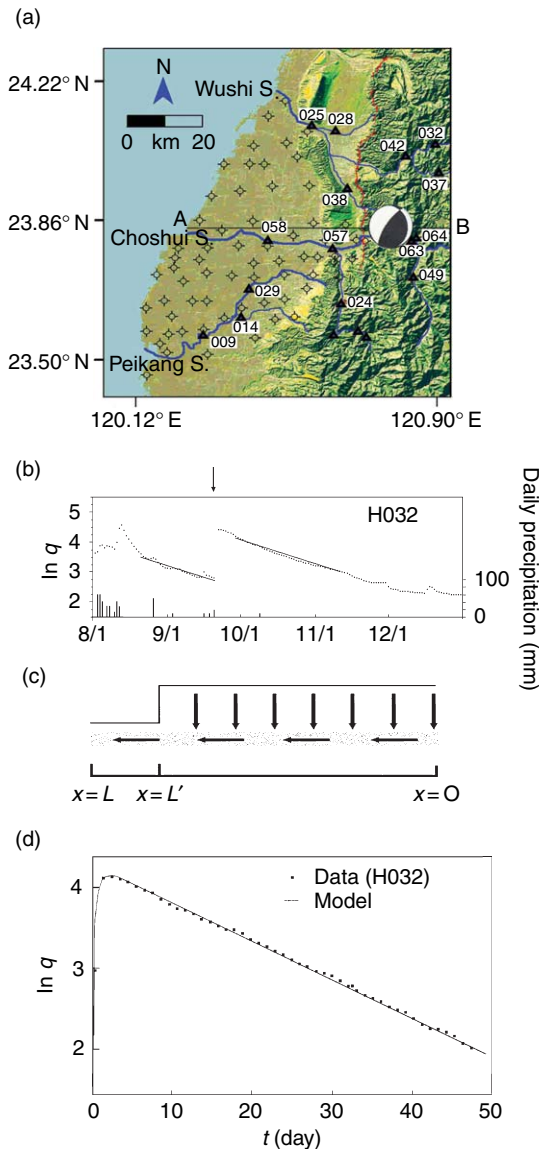 (a)
24.22° N
N
Wushi S.
0 km 20
025
028
042
032
037
038
23.86° N
A
B
058
057
064
Choshui S.
063
049
029
024
014
009
23.50° N
Peikang S.
120.12° E
120.90° E
(b)
H032
ln q
5
4
3
2
100
0
Daily precipitation (mm)
8/1 9/1 10/1 11/1 12/1
(c)
x = L x = L′ x = O
(d)
Data (H032)
Model
ln q
4
3
2
0 10 20 30 40 50
t (day)